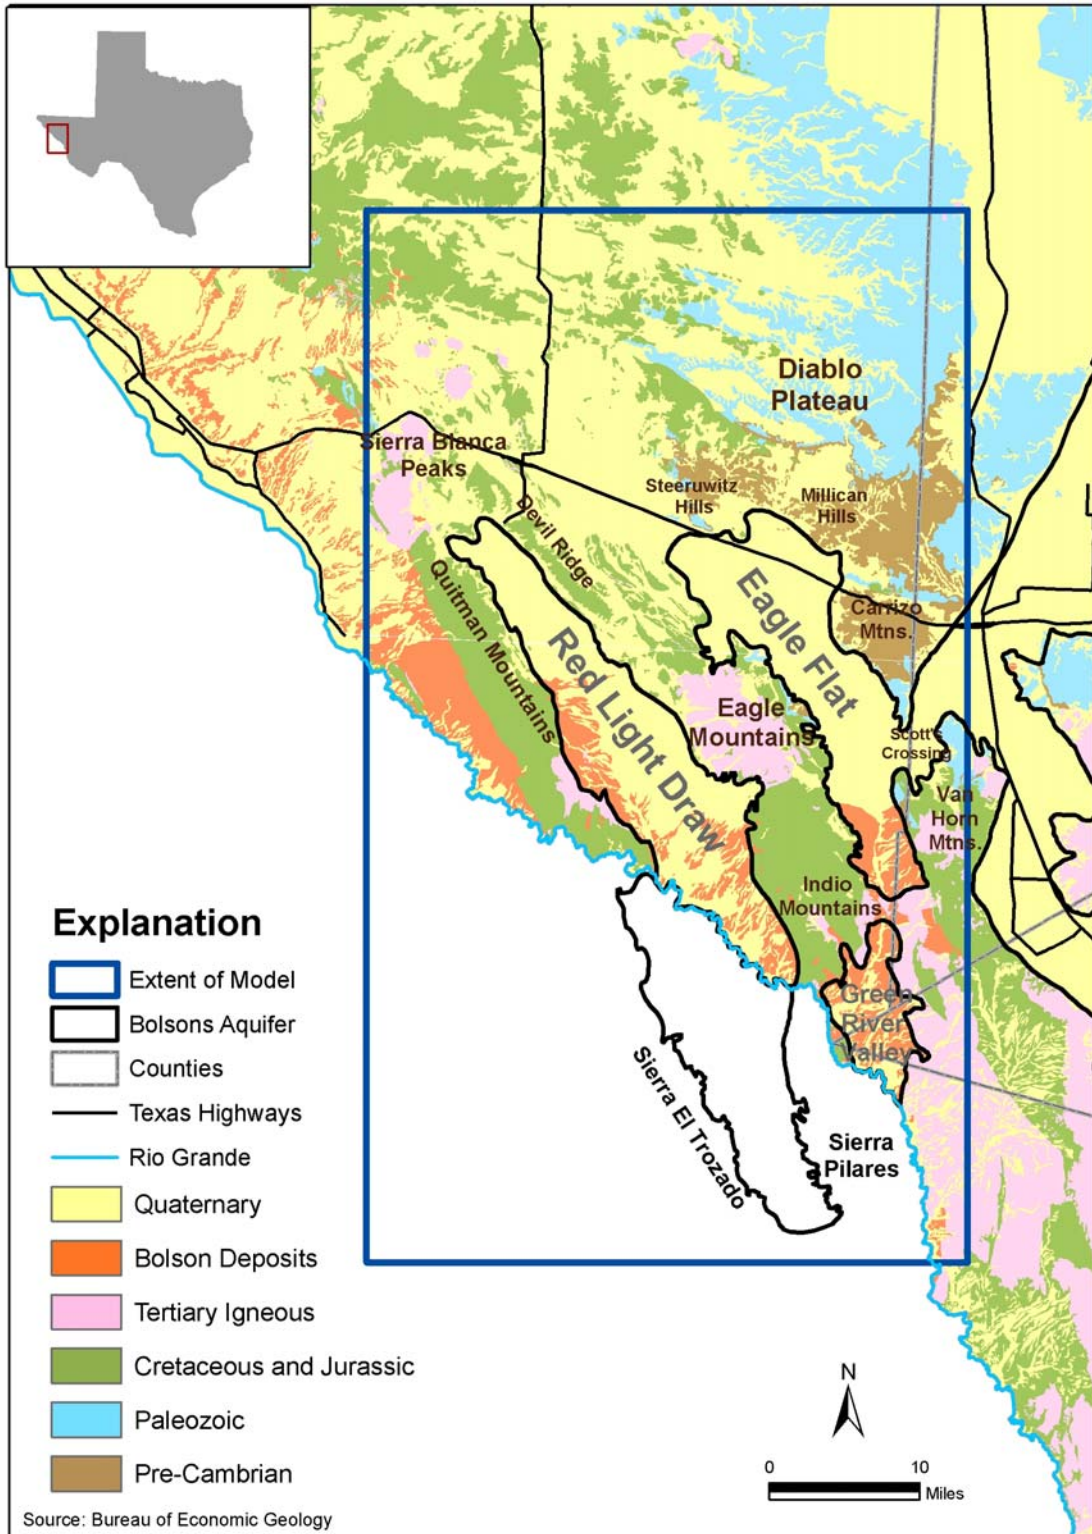 Diablo
Plateau
Sierra Blanca
Peaks
Steeruwitz
Hills
Millican
Hills
Devil Ridge
Quitman Mountains
Eagle Flat
Carrizo
Mtns.
Red Light Draw
Eagle
Mountains
Scott's
Crossing
Van
Horn
Mtns.
Indio
Mountains
Green
River
Valley
Sierra El Trozado
Sierra
Pilares
Explanation
Extent of Model
Bolsons Aquifer
Counties
Texas Highways
Rio Grande
Quaternary
Bolson Deposits
Tertiary Igneous
Cretaceous and Jurassic
Paleozoic
Pre-Cambrian
N
0 10
Miles
Source: Bureau of Economic Geology